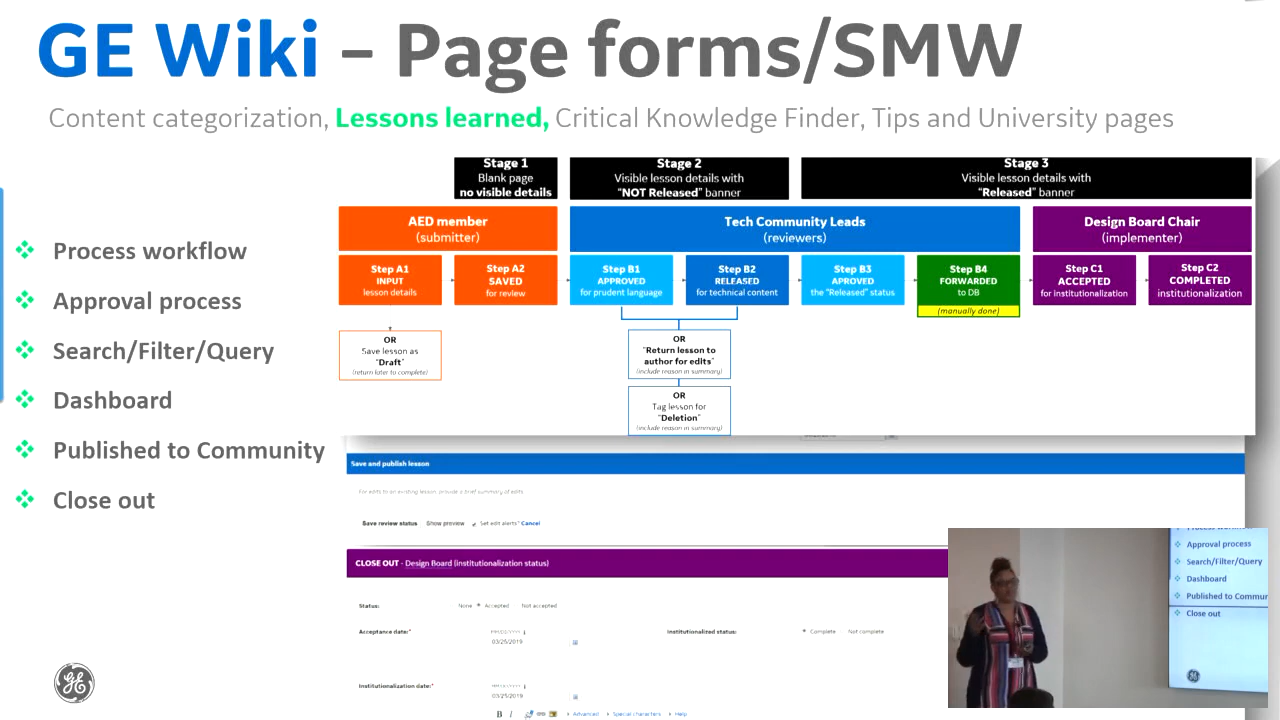 GE Wiki – Page forms/SMW
Content categorization, Lessons learned, Critical Knowledge Finder, Tips and University pages
Process workflow
Approval process
Search/Filter/Query
Dashboard
Published to Community
Close out
Stage 1
Blank page
no visible details
Stage 2
Visible lesson details with
"NOT Released" banner
Stage 3
Visible lesson details with
"Released" banner
AED member
(submitter)
Tech Community Leads
(reviewers)
Design Board Chair
(implementer)
Step A1
INPUT
lesson details
Step A2
SAVED
for review
Step B1
APPROVED
for prudent language
Step B2
RELEASED
for technical content
Step B3
APROVED
the "Released" status
Step B4
FORWARDED
to DB
(manually done)
Step C1
ACCEPTED
for institutionalization
Step C2
COMPLETED
institutionalization
OR
Save lesson as
"Draft"
(return later to complete)
OR
"Return lesson to
author for edits"
(include reason in summary)
OR
Tag lesson for
"Deletion"
(include reason in summary)
Save and publish lesson
For edits to an existing lesson, provide a brief summary of edits
Save review status Show preview Set edit alerts* Cancel
CLOSE OUT - Design Board (institutionalization status)
Status: None Accepted Not accepted
Acceptance date:*
03/25/2019
Institutionalized status: Complete Not complete
Institutionalization date:*
03/25/2019
B I Advanced Special characters Help
GE
Approval process
Search/Filter/Query
Dashboard
Published to Commur
Close out